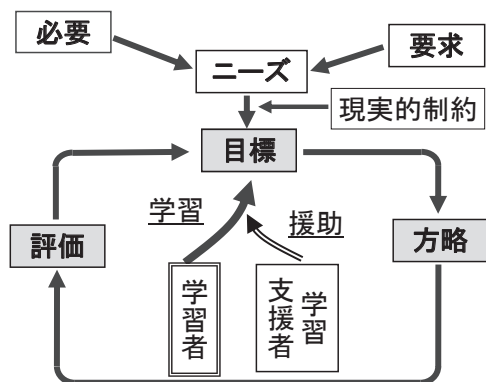 必要
要求
ニーズ
現実的制約
目標
学習
援助
評価
方略
学習者
学習
支援者